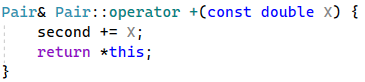 Pair& Pair::operator +(const double X) {
    second += X;
    return *this;
}